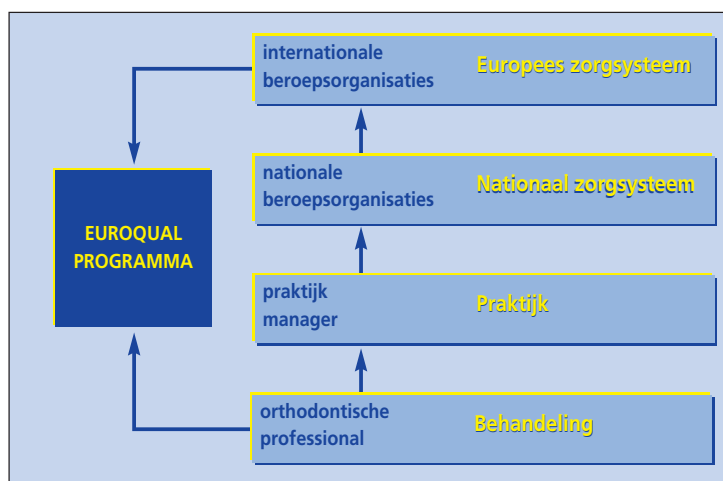 internationale
beroepsorganisaties
Europees zorgsysteem
nationale
beroepsorganisaties
Nationaal zorgsysteem
EUROQUAL
PROGRAMMA
praktijk
manager
Praktijk
orthodontische
professional
Behandeling